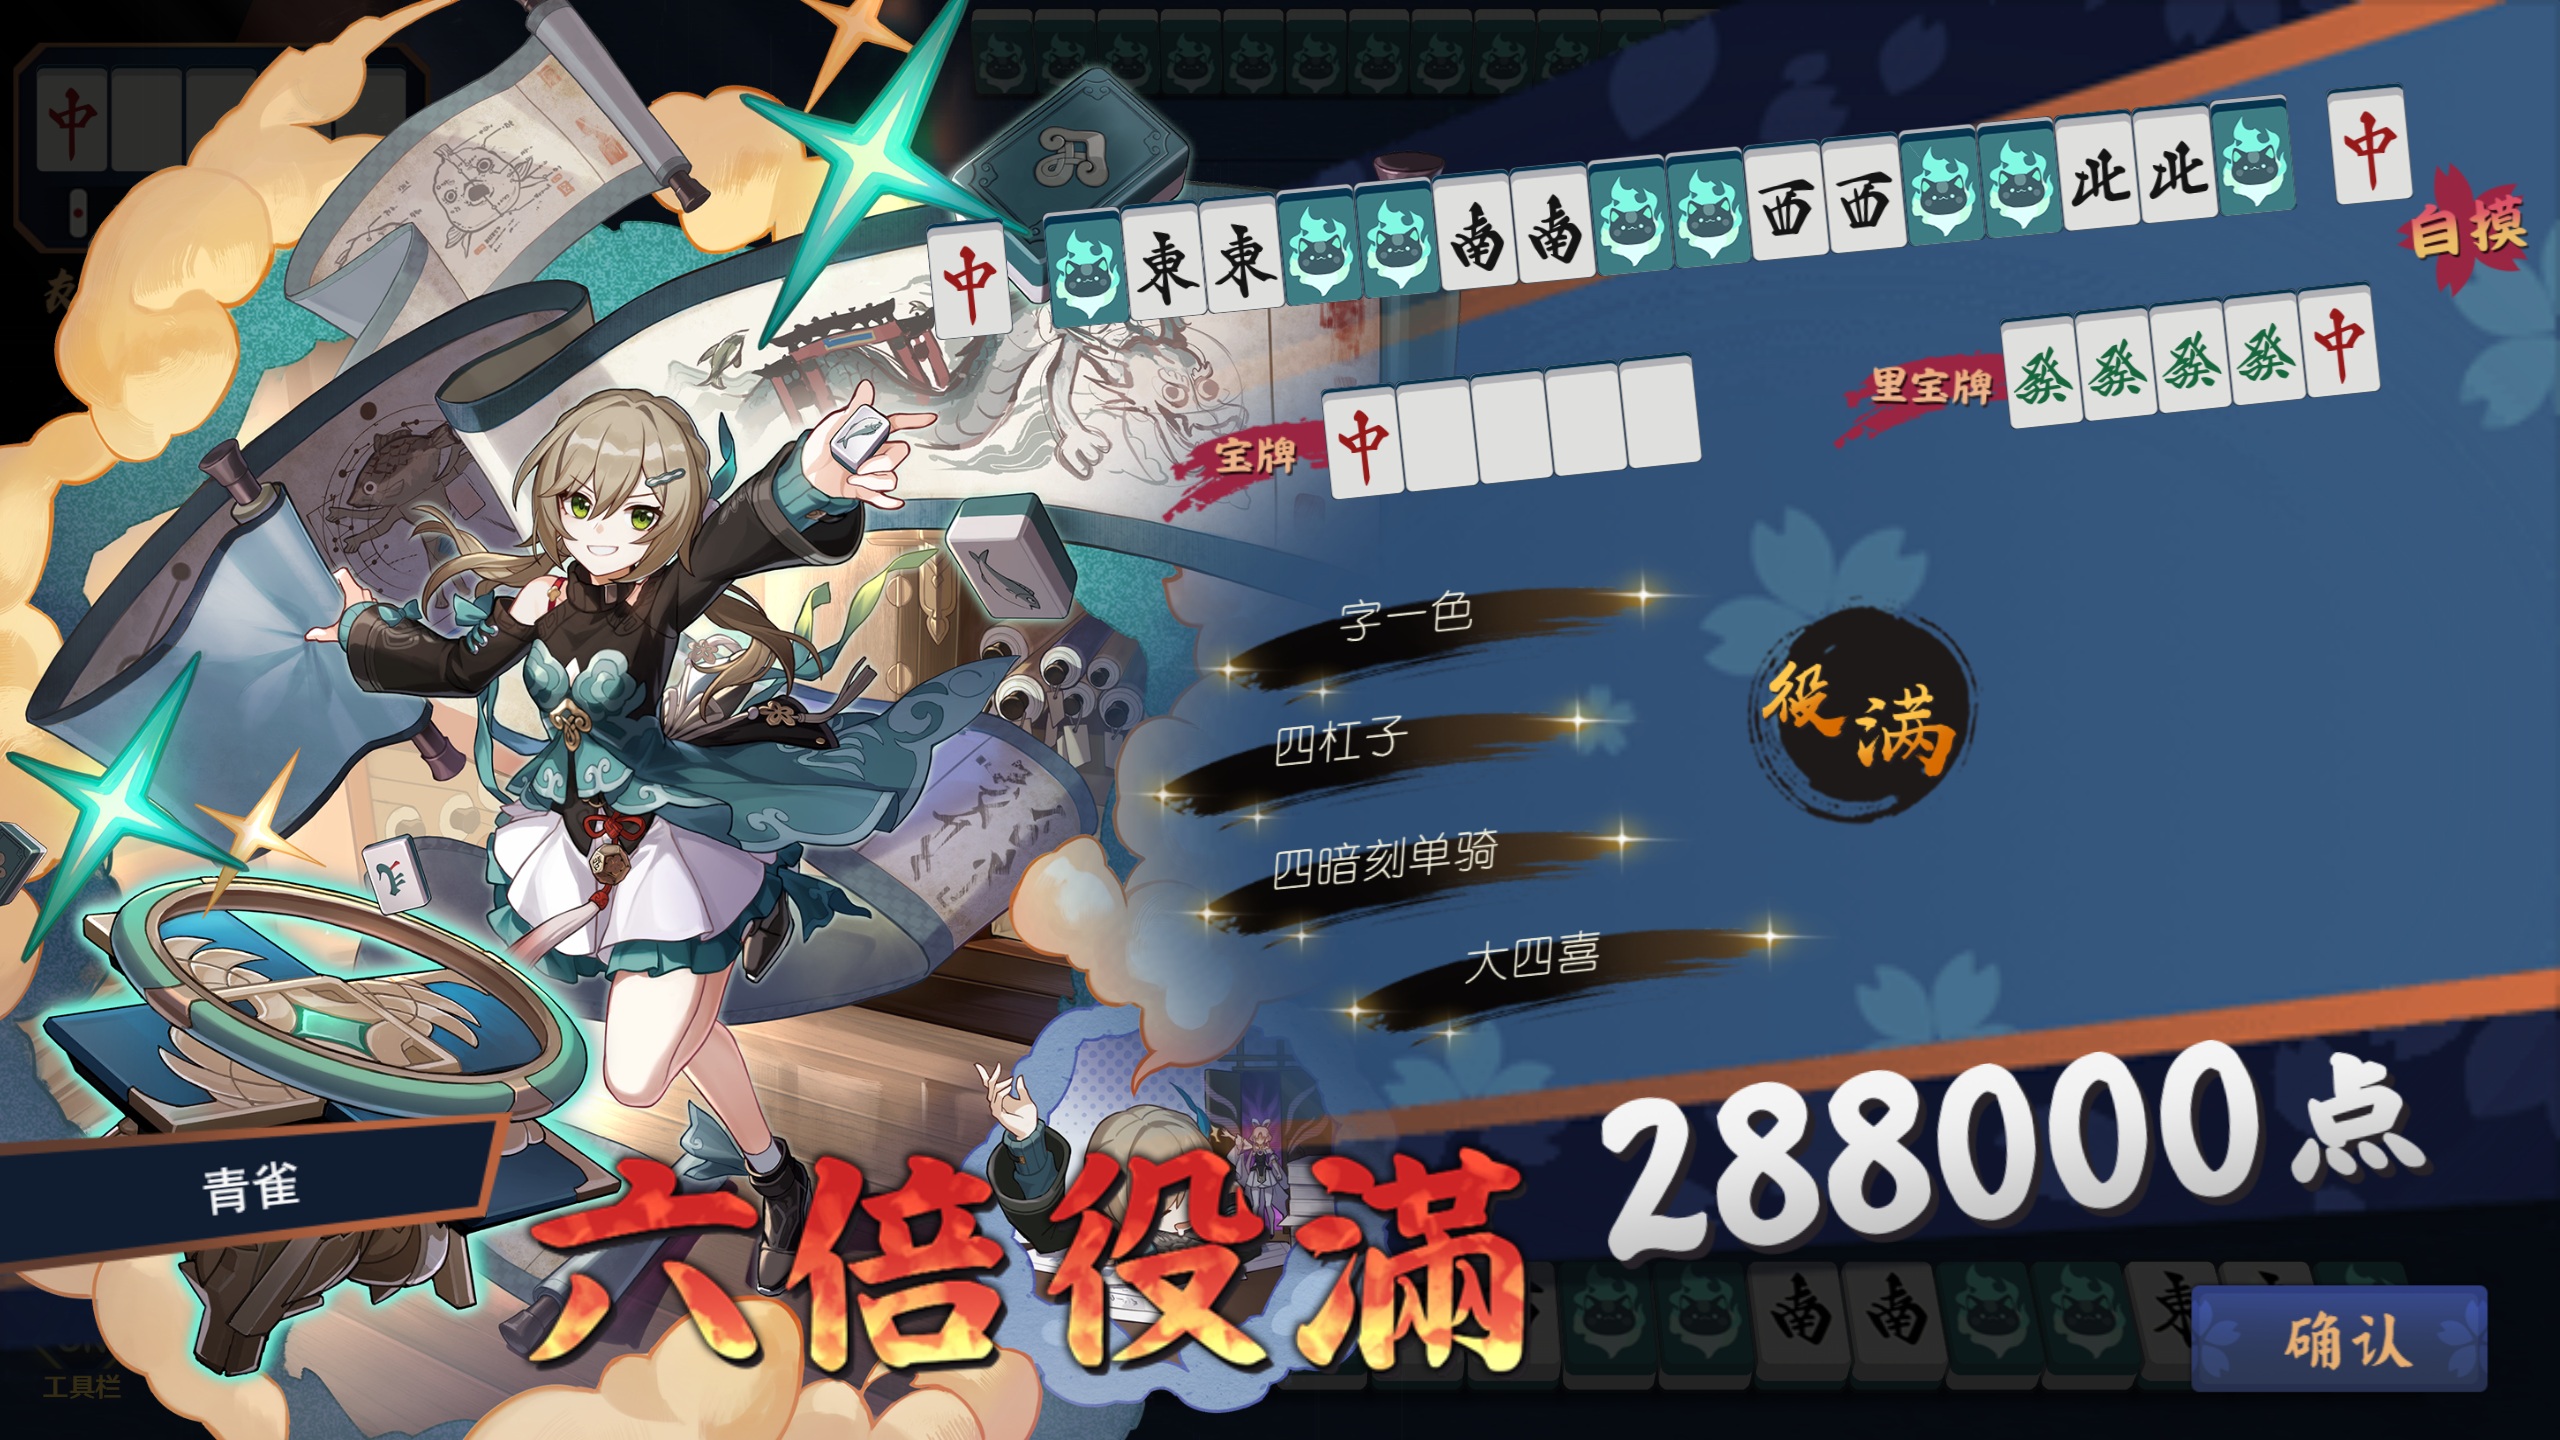 中 東 東 南 南 西 西 北 北 中
自摸
宝牌 中
里宝牌 發 發 發 發 中
字一色
四杠子
四暗刻单骑
大四喜
役满
288000点
六倍役满
青雀
南 南 東
确认
中
工具栏